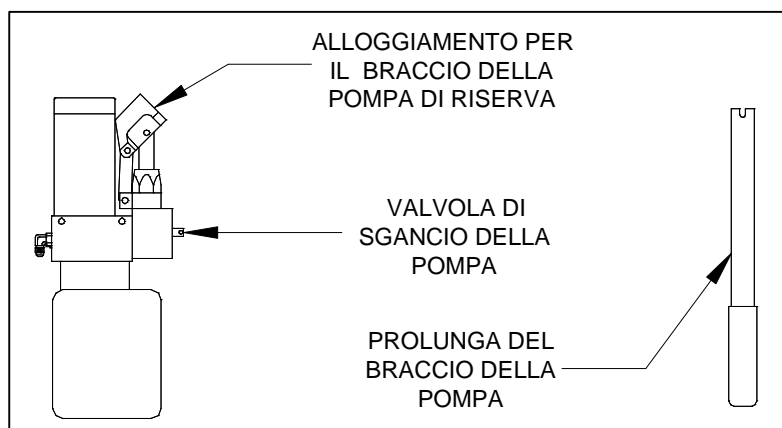 ALLOGGIAMENTO PER
IL BRACCIO DELLA
POMPA DI RISERVA
VALVOLA DI
SGANCIO DELLA
POMPA
PROLUNGA DEL
BRACCIO DELLA
POMPA